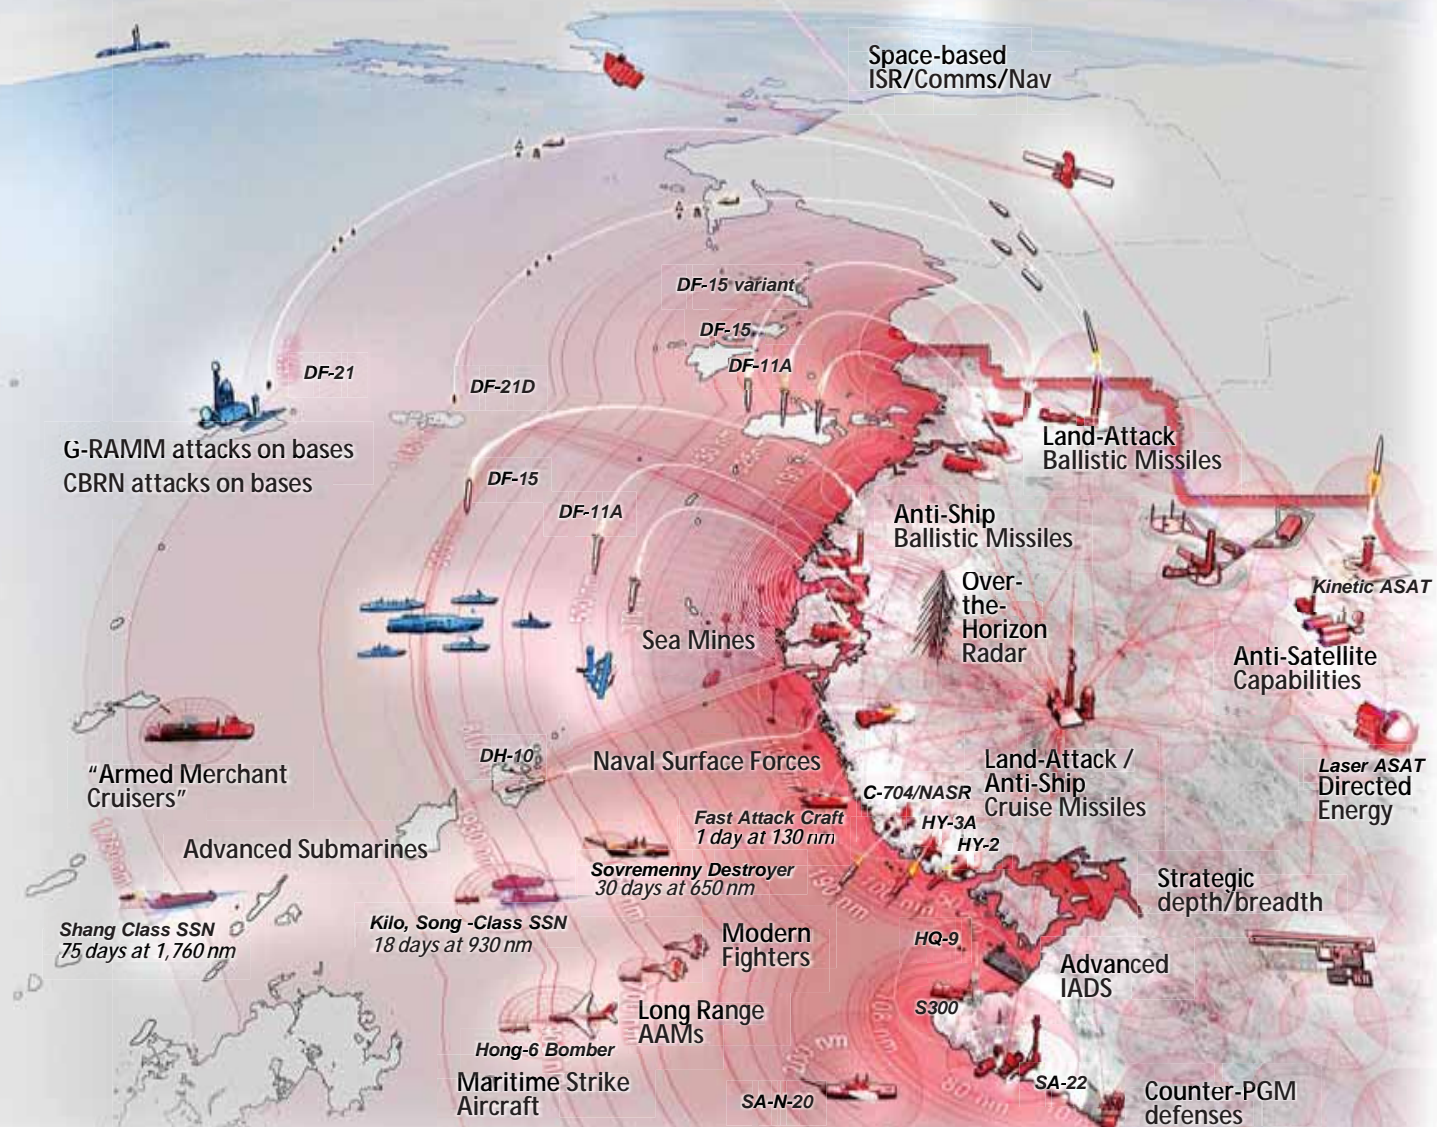 Space-based
ISR/Comms/Nav
DF-15 variant
DF-15
DF-11A
DF-21
DF-21D
G-RAMM attacks on bases
CBRN attacks on bases
Land-Attack
Ballistic Missiles
DF-15
DF-11A
Anti-Ship
Ballistic Missiles
Over-
the-
Horizon
Radar
Kinetic ASAT
Sea Mines
Anti-Satellite
Capabilities
"Armed Merchant
Cruisers"
DH-10
Naval Surface Forces
Land-Attack /
Anti-Ship
Cruise Missiles
Laser ASAT
Directed
Energy
C-704/NASR
HY-3A
HY-2
Fast Attack Craft
1 day at 130 nm
Advanced Submarines
Sovremenny Destroyer
30 days at 650 nm
Strategic
depth/breadth
Shang Class SSN
75 days at 1,760 nm
Kilo, Song -Class SSN
18 days at 930 nm
190 nm
Modern
Fighters
HQ-9
Advanced
IADS
S300
Long Range
AAMs
Hong-6 Bomber
Maritime Strike
Aircraft
SA-N-20
SA-22
Counter-PGM
defenses